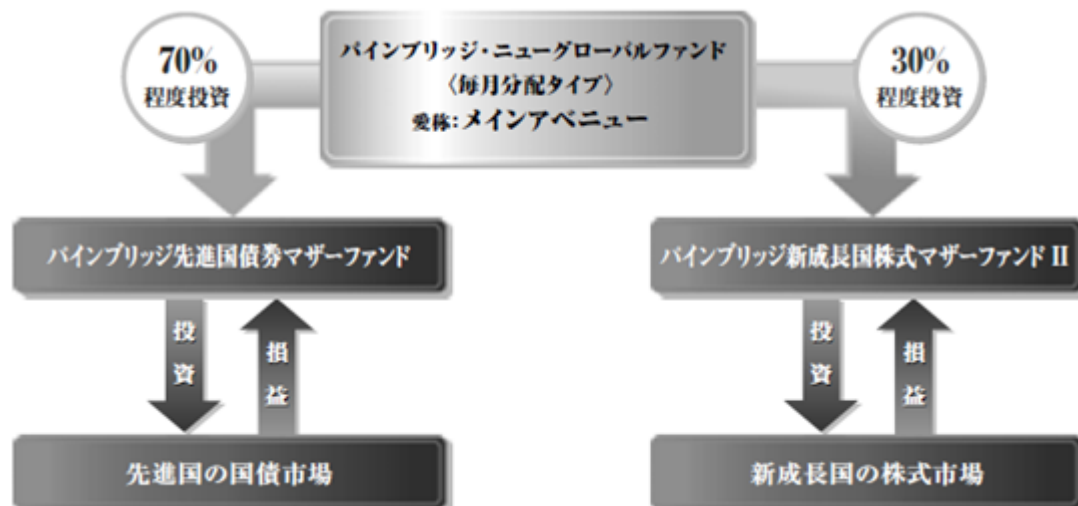 70%
程度投資
パインブリッジ・ニューグローバルファンド
〈毎月分配タイプ〉
愛称:メインアベニュー
30%
程度投資
パインブリッジ先進国債券マザーファンド
パインブリッジ新成長国株式マザーファンド II
投資
損益
投資
損益
先進国の国債市場
新成長国の株式市場